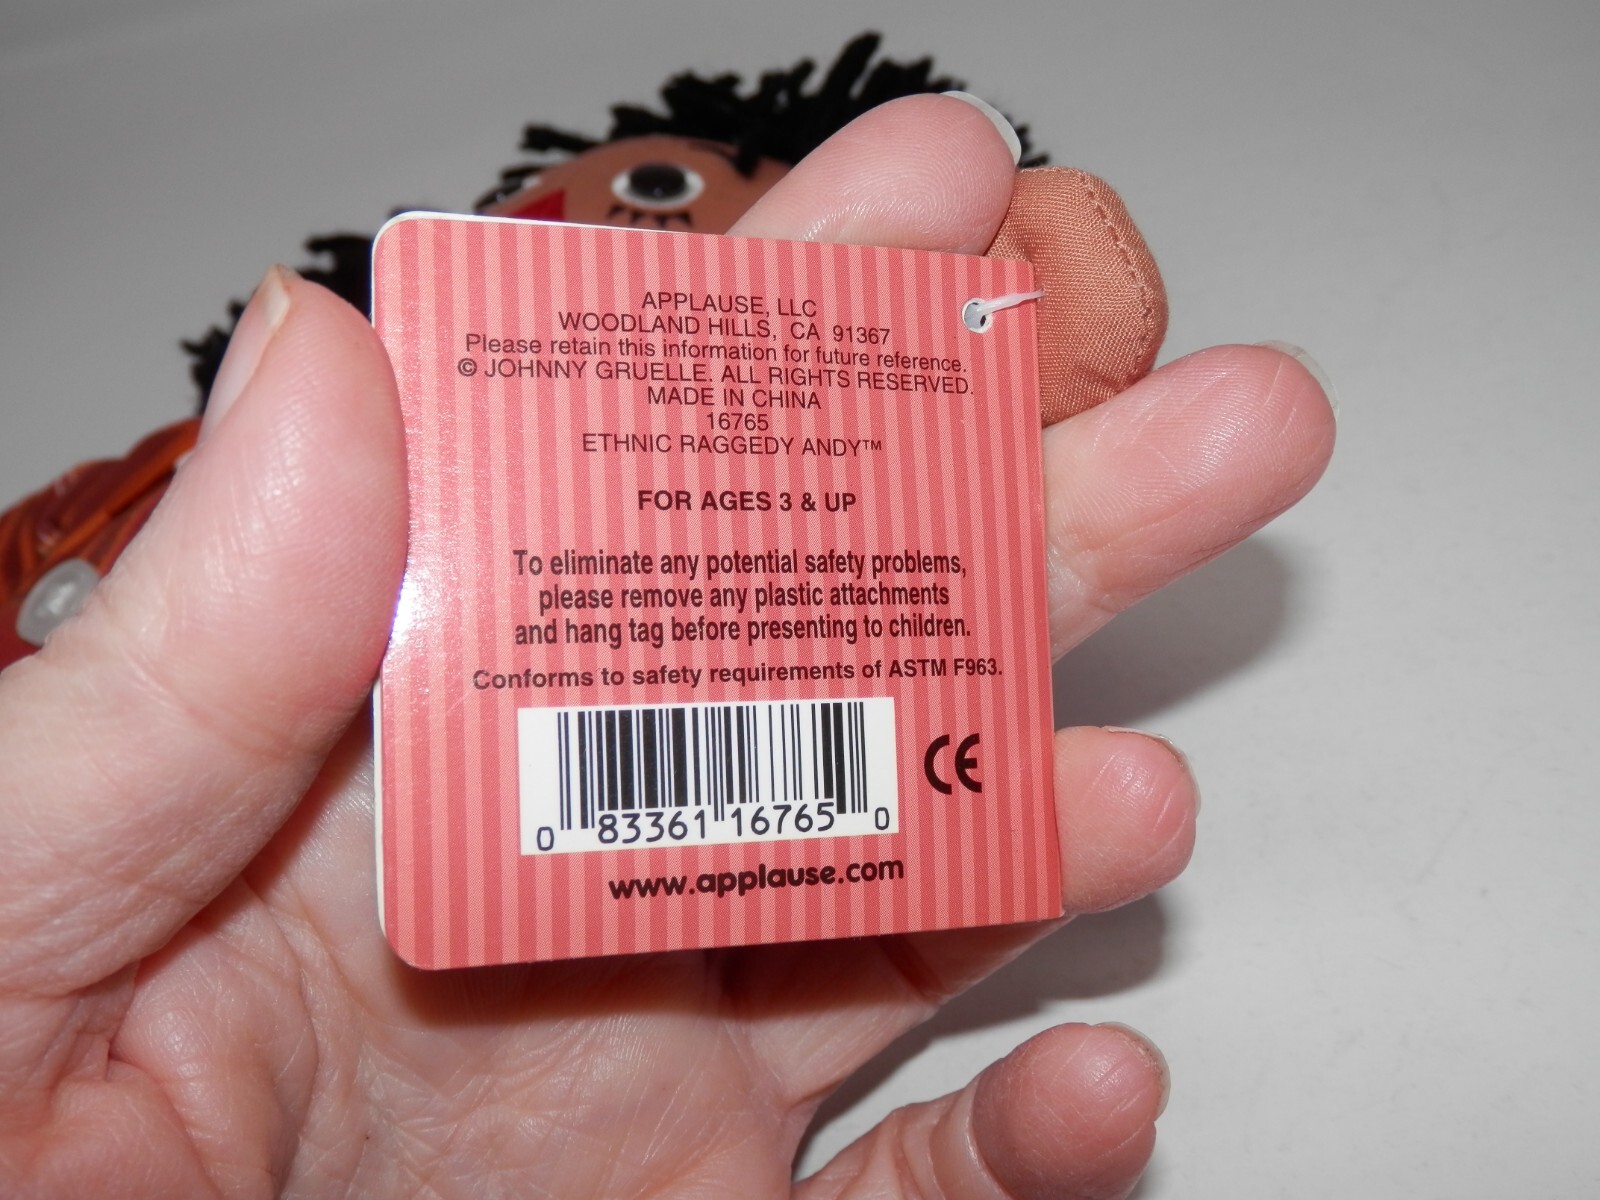 APPLAUSE, LLC
WOODLAND HILLS, CA 91367
Please retain this information for future reference.
© JOHNNY GRUELLE. ALL RIGHTS RESERVED.
MADE IN CHINA
16765
ETHNIC RAGGEDY ANDY™
FOR AGES 3 & UP
To eliminate any potential safety problems,
please remove any plastic attachments
and hang tag before presenting to children.
Conforms to safety requirements of ASTM F963.
CE
0 83361 16765 0
www.applause.com